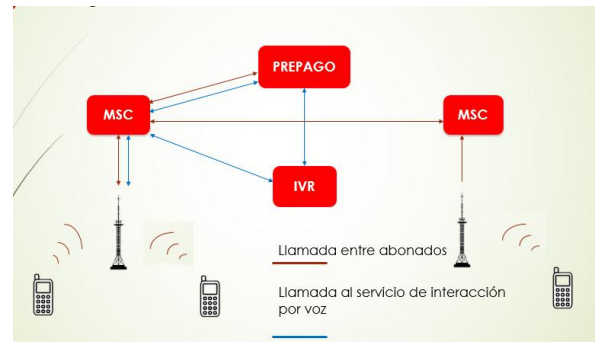 PREPAGO
MSC
MSC
IVR
Llamada entre abonados
Llamada al servicio de interacción
por voz